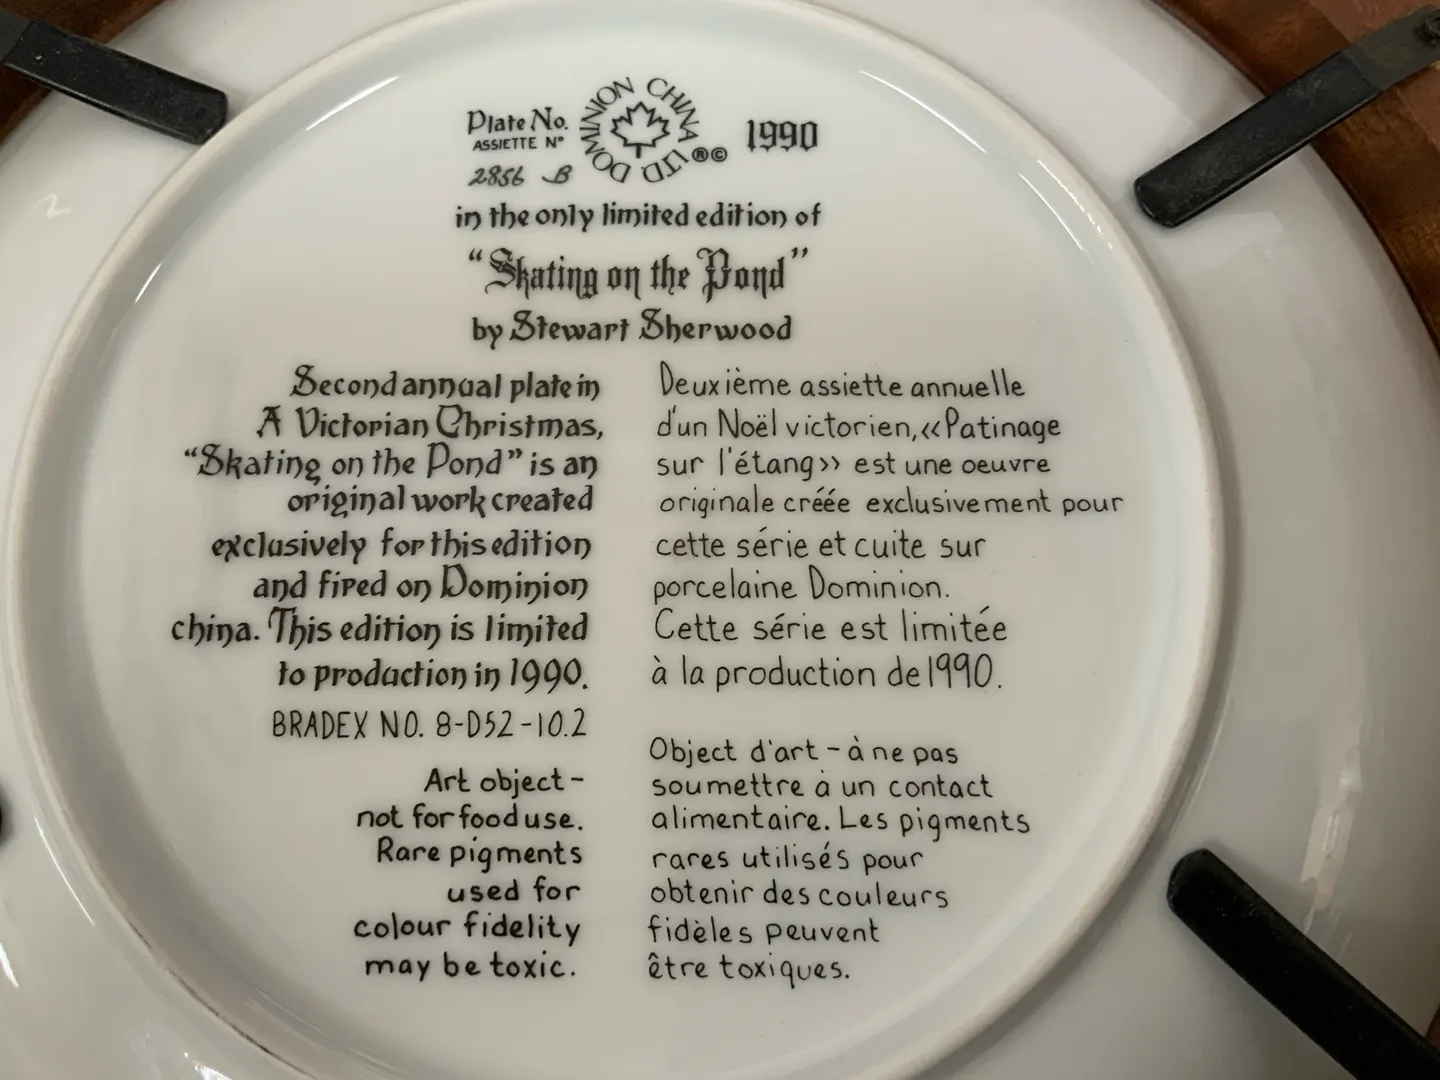 Plate No.
ASSIETTE Nº
2856 B
DOMINION CHINA LTD.
®©
1990
in the only limited edition of
“Skating on the Pond”
by Stewart Sherwood
Second annual plate in
A Victorian Christmas,
“Skating on the Pond” is an
original work created
exclusively for this edition
and fired on Dominion
china. This edition is limited
to production in 1990.
BRADEX NO. 8-D52-10.2
Art object-
not for food use.
Rare pigments
used for
colour fidelity
may be toxic.
Deuxième assiette annuelle
d'un Noël victorien, «Patinage
sur l'étang» est une oeuvre
originale créée exclusivement pour
cette série et cuite sur
porcelaine Dominion.
Cette série est limitée
à la production de 1990.
Object d'art - à ne pas
soumettre à un contact
alimentaire. Les pigments
rares utilisés pour
obtenir des couleurs
fidèles peuvent
être toxiques.